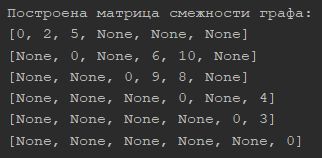 Построена матрица смежности графа:
[0, 2, 5, None, None, None]
[None, 0, None, 6, 10, None]
[None, None, 0, 9, 8, None]
[None, None, None, 0, None, 4]
[None, None, None, None, 0, 3]
[None, None, None, None, None, 0]